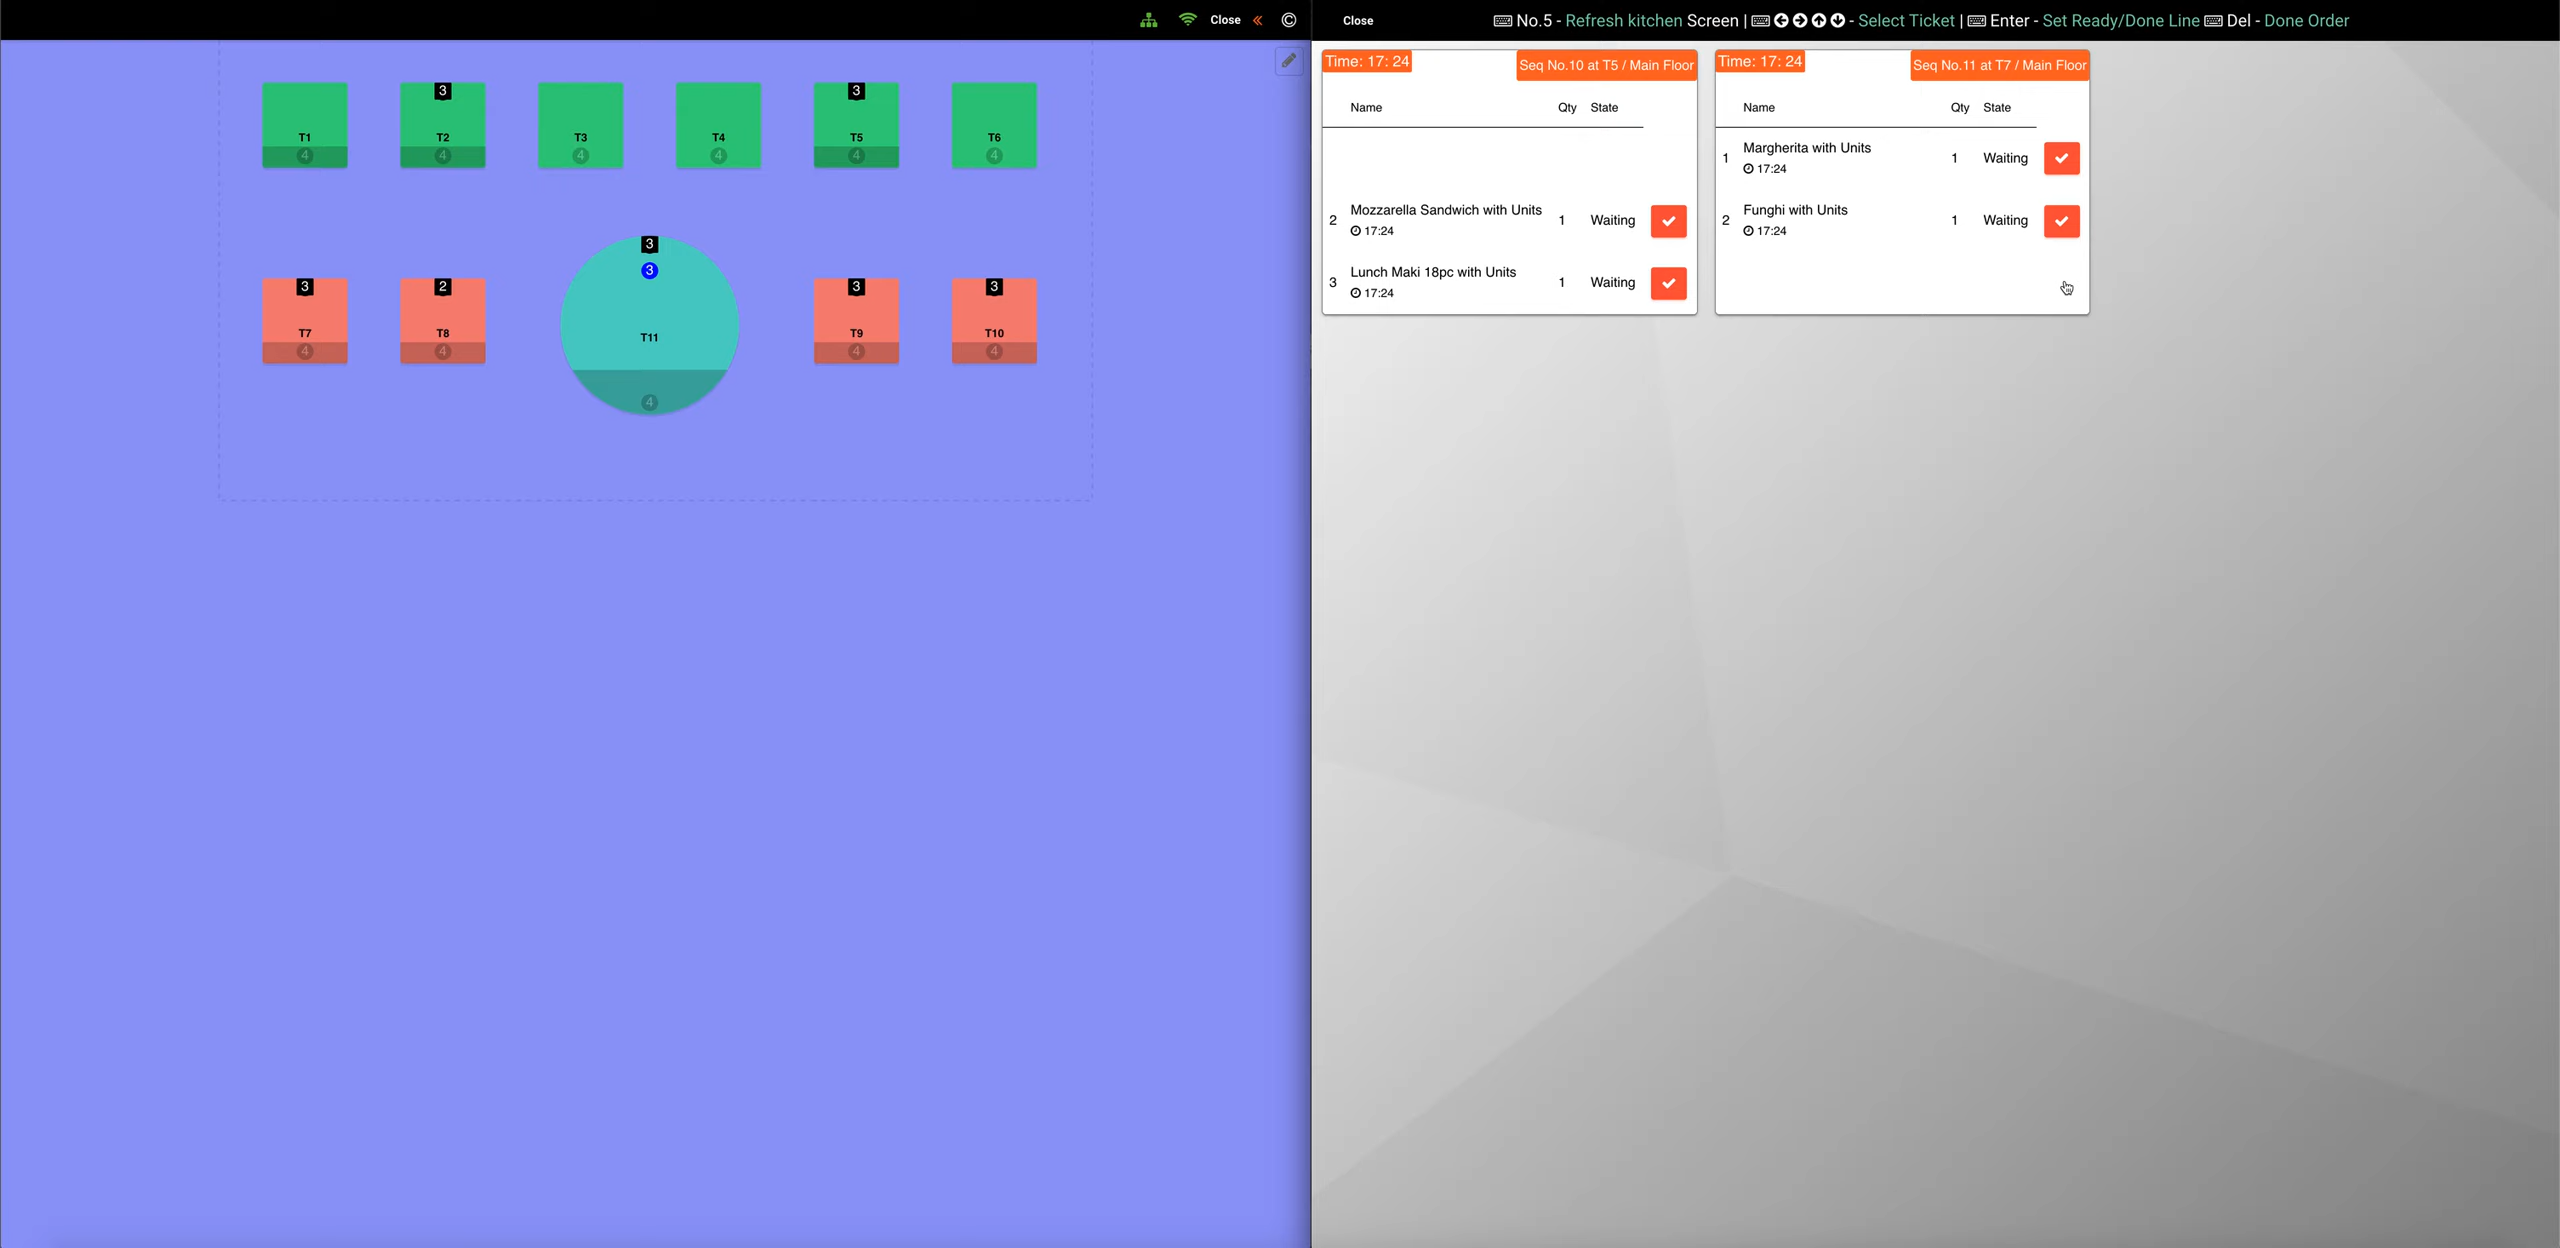 Close
T1
4
3
T2
4
T3
4
T4
4
3
T5
4
T6
4
3
T7
4
2
T8
4
3
3
T11
4
3
T9
4
3
T10
4
Close
No.5 - Refresh kitchen Screen | - Select Ticket | Enter - Set Ready/Done Line Del - Done Order
Time: 17: 24
Seq No.10 at T5 / Main Floor
Name Qty State
2 Mozzarella Sandwich with Units 1 Waiting
17:24
3 Lunch Maki 18pc with Units 1 Waiting
17:24
Time: 17: 24
Seq No.11 at T7 / Main Floor
Name Qty State
1 Margherita with Units 1 Waiting
17:24
2 Funghi with Units 1 Waiting
17:24